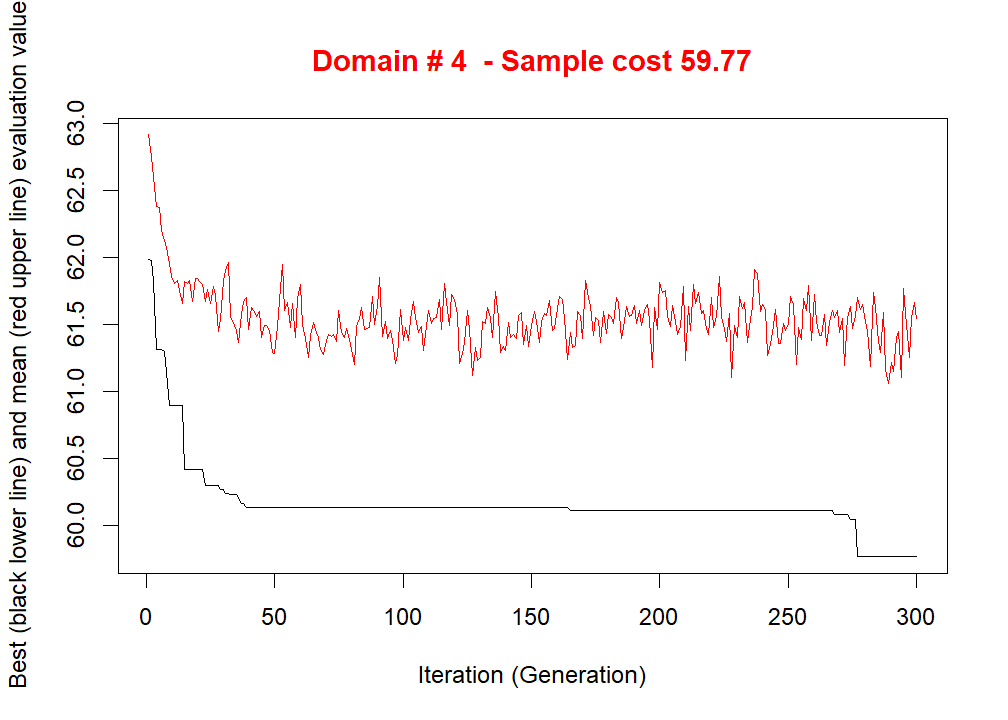 Domain # 4  - Sample cost 59.77
Best (black lower line) and mean (red upper line) evaluation value
63.0
62.5
62.0
61.5
61.0
60.5
60.0
0 50 100 150 200 250 300
Iteration (Generation)